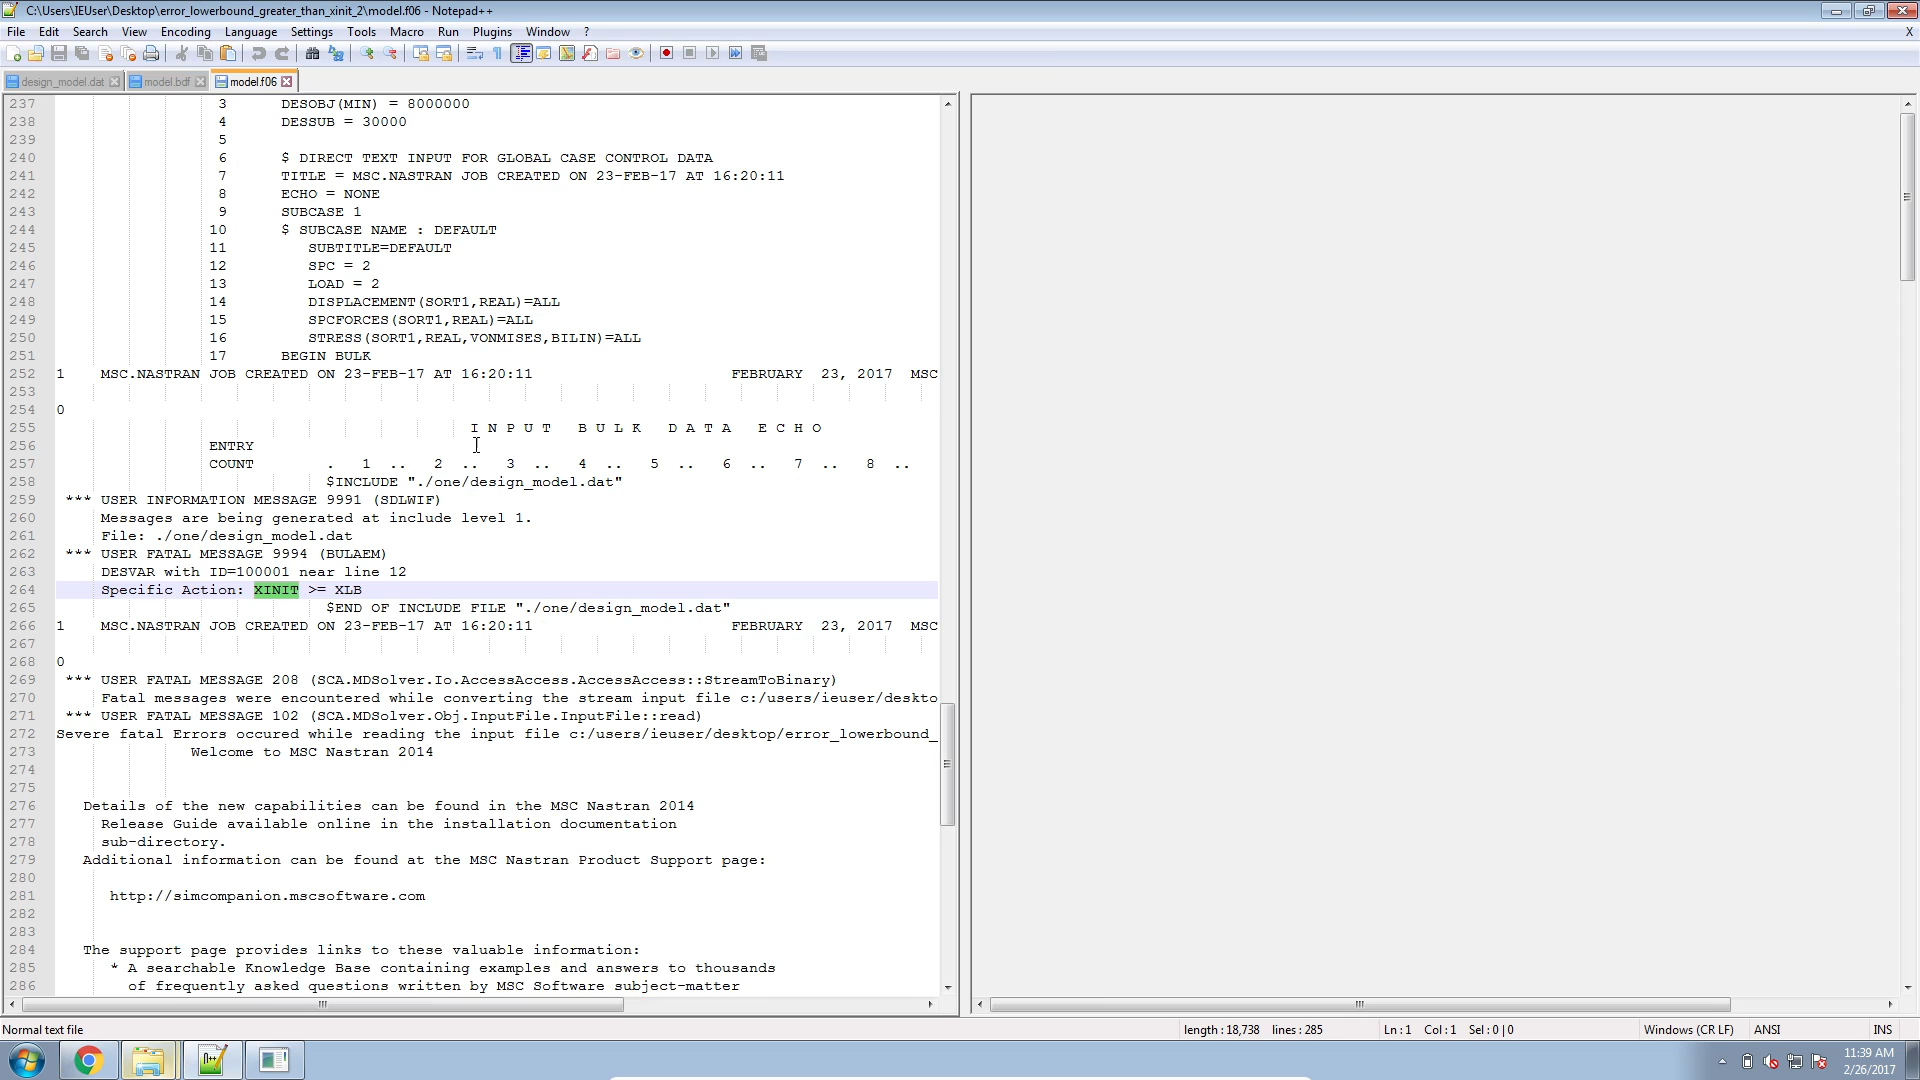 C:\Users\IEUser\Desktop\error_lowerbound_greater_than_xinit_2\model.f06 - Notepad++
File Edit Search View Encoding Language Settings Tools Macro Run Plugins Window ? X
design_model.dat model.bdf model.f06
237 3 DESOBJ(MIN) = 8000000
238 4 DESSUB = 30000
239 5
240 6 $ DIRECT TEXT INPUT FOR GLOBAL CASE CONTROL DATA
241 7 TITLE = MSC.NASTRAN JOB CREATED ON 23-FEB-17 AT 16:20:11
242 8 ECHO = NONE
243 9 SUBCASE 1
244 10 $ SUBCASE NAME : DEFAULT
245 11 SUBTITLE=DEFAULT
246 12 SPC = 2
247 13 LOAD = 2
248 14 DISPLACEMENT(SORT1,REAL)=ALL
249 15 SPCFORCES(SORT1,REAL)=ALL
250 16 STRESS(SORT1,REAL,VONMISES,BILIN)=ALL
251 17 BEGIN BULK
252 1 MSC.NASTRAN JOB CREATED ON 23-FEB-17 AT 16:20:11 FEBRUARY 23, 2017 MSC
253
254 0
255 I N P U T B U L K D A T A E C H O
256 ENTRY
257 COUNT . 1 .. 2 .. 3 .. 4 .. 5 .. 6 .. 7 .. 8 ..
258 $INCLUDE "./one/design_model.dat"
259 *** USER INFORMATION MESSAGE 9991 (SDLWIF)
260 Messages are being generated at include level 1.
261 File: ./one/design_model.dat
262 *** USER FATAL MESSAGE 9994 (BULAEM)
263 DESVAR with ID=100001 near line 12
264 Specific Action: XINIT >= XLB
265 $END OF INCLUDE FILE "./one/design_model.dat"
266 1 MSC.NASTRAN JOB CREATED ON 23-FEB-17 AT 16:20:11 FEBRUARY 23, 2017 MSC
267
268 0
269 *** USER FATAL MESSAGE 208 (SCA.MDSolver.Io.AccessAccess.AccessAccess::StreamToBinary)
270 Fatal messages were encountered while converting the stream input file c:/users/ieuser/deskto
271 *** USER FATAL MESSAGE 102 (SCA.MDSolver.Obj.InputFile.InputFile::read)
272 Severe fatal Errors occured while reading the input file c:/users/ieuser/desktop/error_lowerbound_
273 Welcome to MSC Nastran 2014
274
275
276 Details of the new capabilities can be found in the MSC Nastran 2014
277 Release Guide available online in the installation documentation
278 sub-directory.
279 Additional information can be found at the MSC Nastran Product Support page:
280
281 http://simcompanion.mscsoftware.com
282
283
284 The support page provides links to these valuable information:
285 * A searchable Knowledge Base containing examples and answers to thousands
286 of frequently asked questions written by MSC Software subject-matter
Normal text file length : 18,738 lines : 285 Ln : 1 Col : 1 Sel : 0 | 0 Windows (CR LF) ANSI INS
11:39 AM
2/26/2017